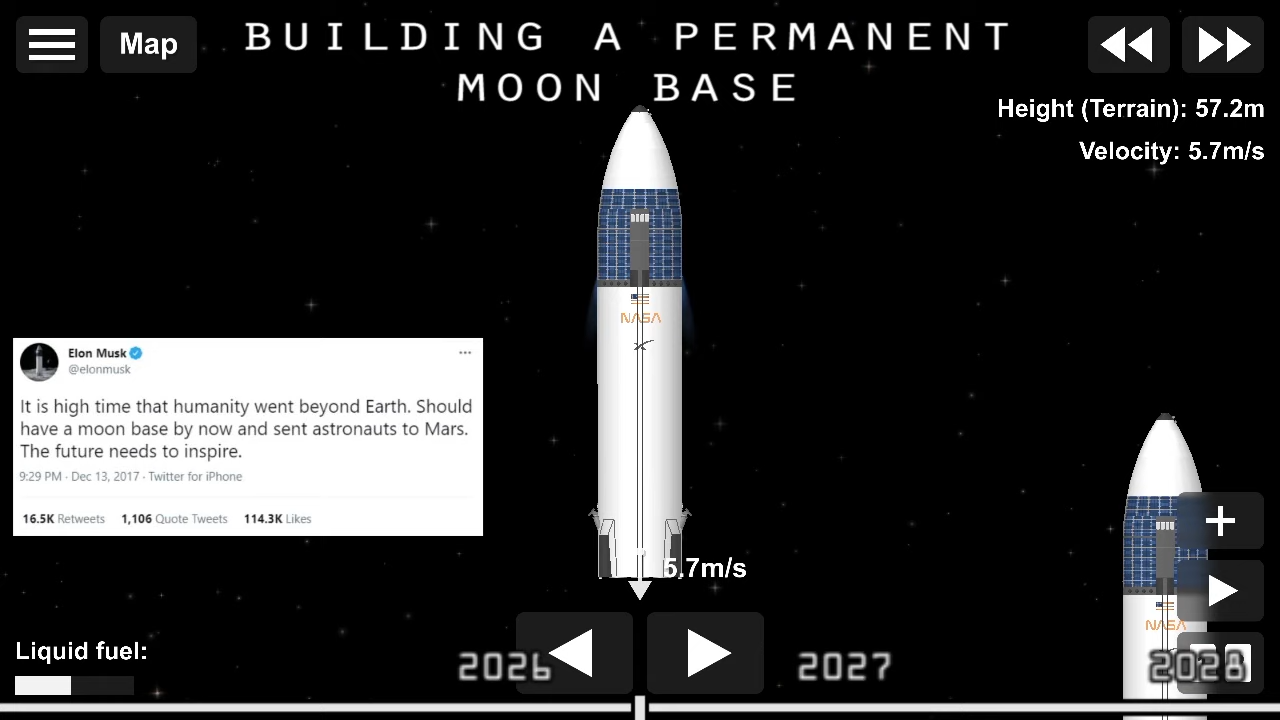 BUILDING A PERMANENT
MOON BASE
Map
Height (Terrain): 57.2m
Velocity: 5.7m/s
NASA
Elon Musk
@elonmusk
It is high time that humanity went beyond Earth. Should
have a moon base by now and sent astronauts to Mars.
The future needs to inspire.
9:29 PM · Dec 13, 2017 · Twitter for iPhone
16.5K Retweets 1,106 Quote Tweets 114.3K Likes
5.7m/s
NASA
Liquid fuel:
2026 2027 2028